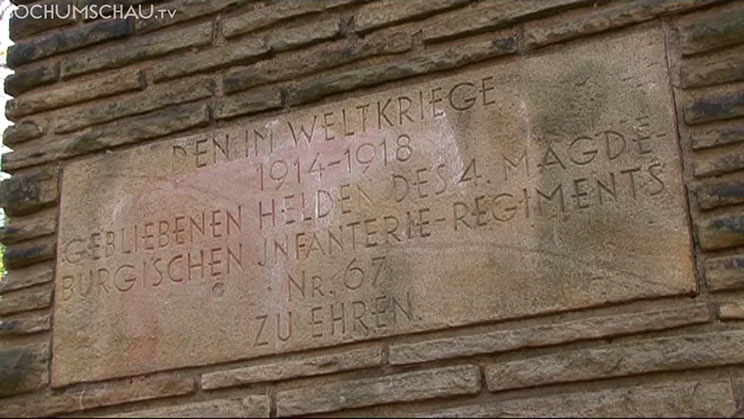 BOCHUMSCHAU.TV
DEN IM WELTKRIEGE
1914-1918
GEBLIEBENEN HELDEN DES 4. MAGDE-
BURGISCHEN INFANTERIE-REGIMENTS
NR. 67
ZU EHREN.